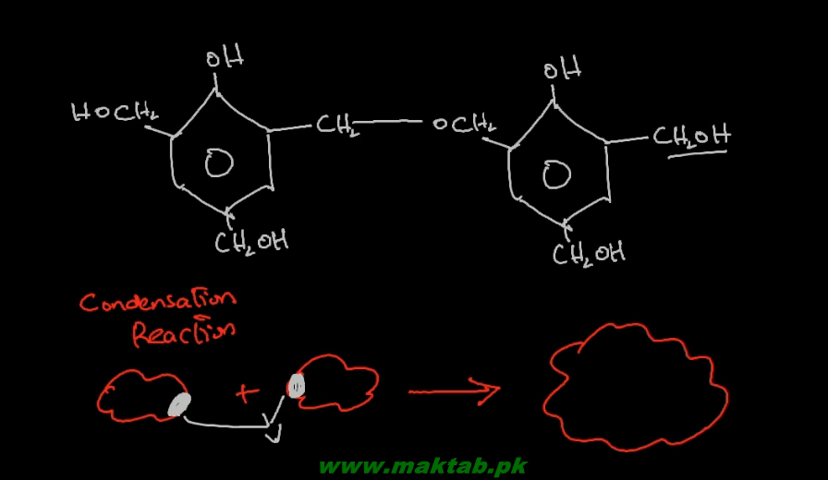 OH
OH
HOCH₂
CH₂
OCH₂
CH₂OH
CH₂OH
CH₂OH
Condensation
Reaction
+
www.maktab.pk